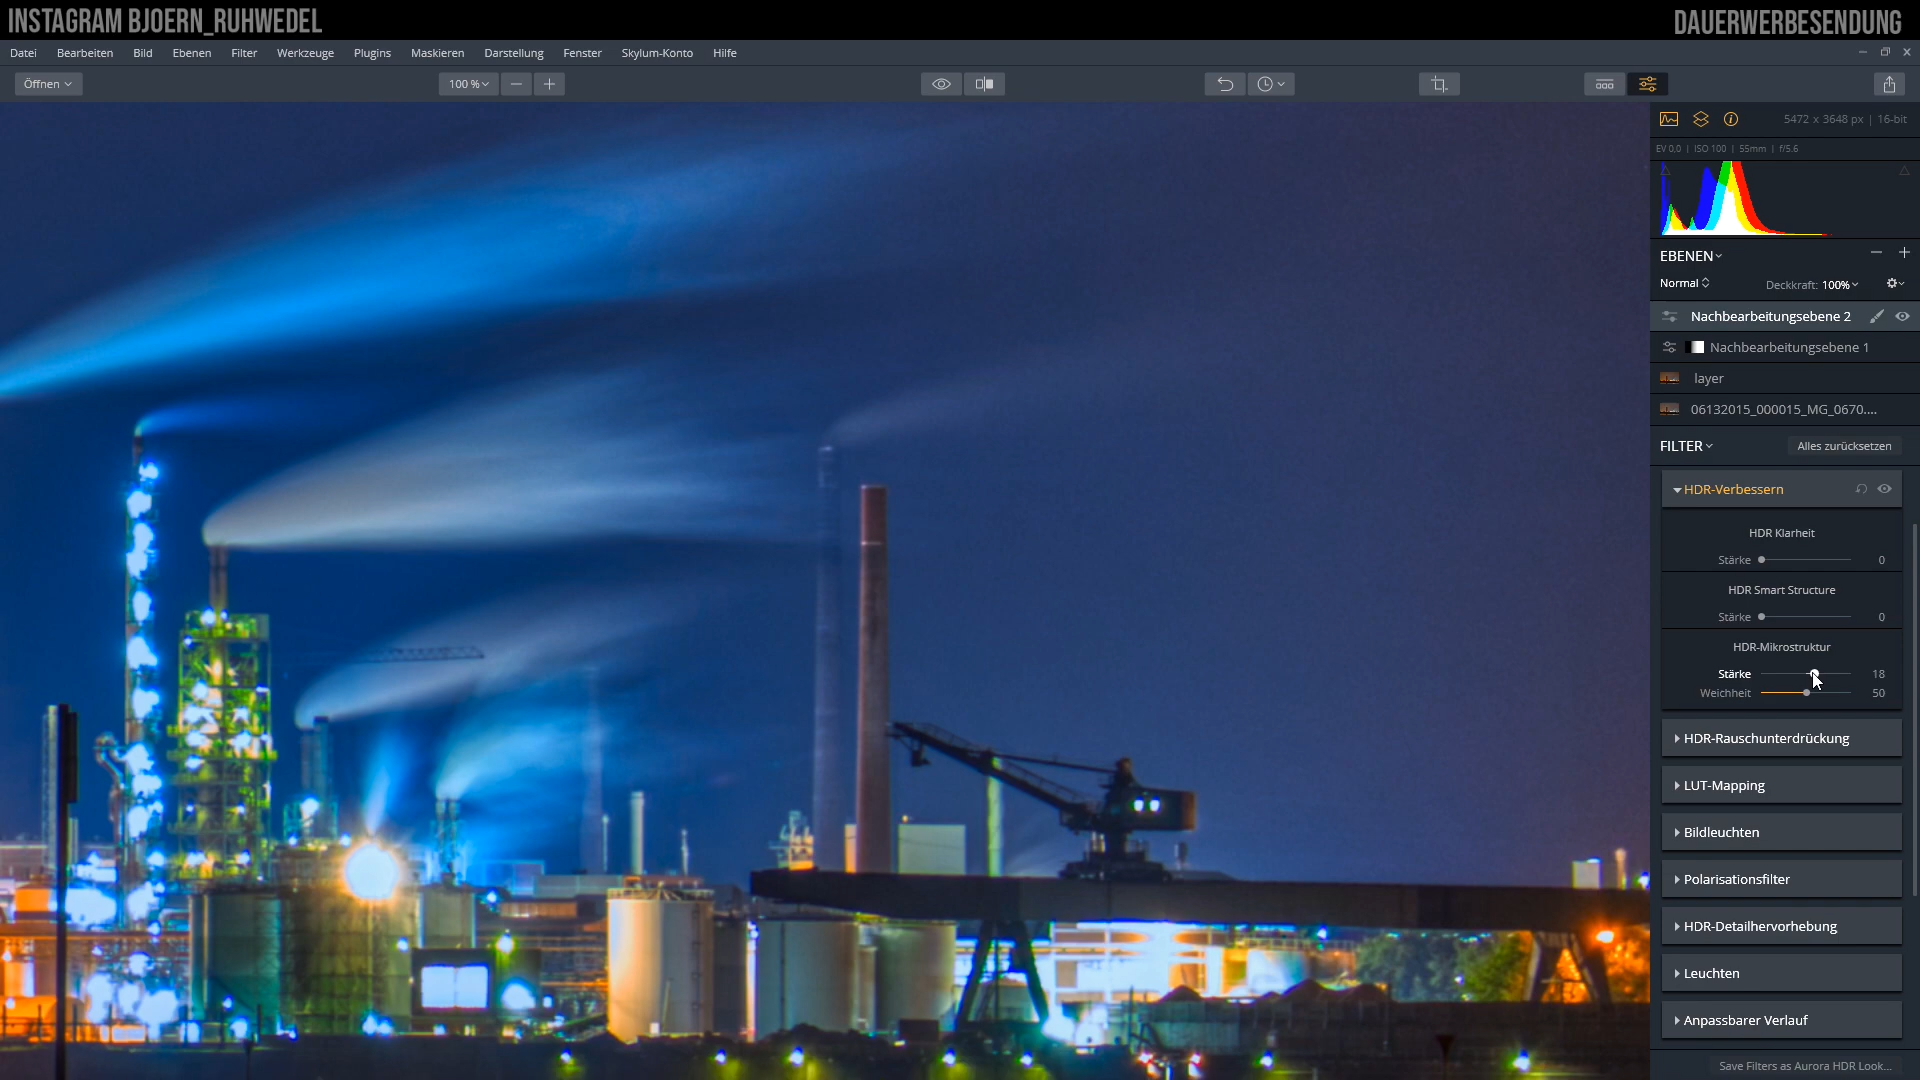 INSTAGRAM BJOERN_RUHWEDEL
DAUERWERBESENDUNG
Datei Bearbeiten Bild Ebenen Filter Werkzeuge Plugins Maskieren Darstellung Fenster Skylum-Konto Hilfe
Öffnen
100 %
5472 x 3648 px | 16-bit
EV 0,0 | ISO 100 | 55mm | f/5.6
EBENEN
Normal
Deckkraft: 100%
Nachbearbeitungsebene 2
Nachbearbeitungsebene 1
layer
06132015_000015_MG_0670....
FILTER
Alles zurücksetzen
HDR-Verbessern
HDR Klarheit
Stärke 0
HDR Smart Structure
Stärke 0
HDR-Mikrostruktur
Stärke 18
Weichheit 50
HDR-Rauschunterdrückung
LUT-Mapping
Bildleuchten
Polarisationsfilter
HDR-Detailhervorhebung
Leuchten
Anpassbarer Verlauf
Save Filters as Aurora HDR Look...